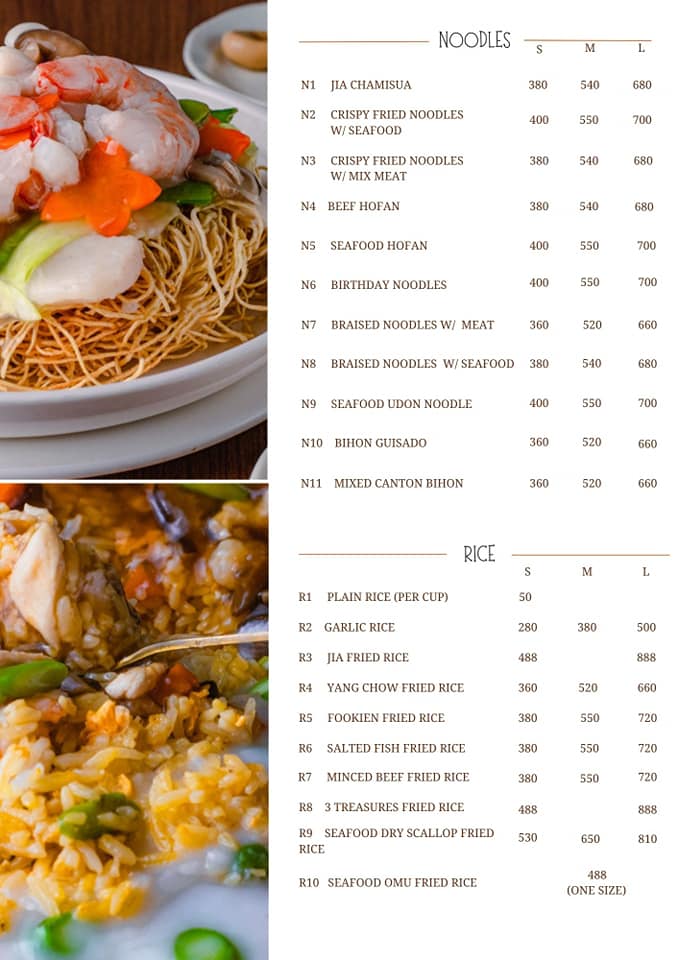 NOODLES S M L
N1 JIA CHAMISUA 380 540 680
N2 CRISPY FRIED NOODLES 400 550 700
W/ SEAFOOD
N3 CRISPY FRIED NOODLES 380 540 680
W/ MIX MEAT
N4 BEEF HOFAN 380 540 680
N5 SEAFOOD HOFAN 400 550 700
N6 BIRTHDAY NOODLES 400 550 700
N7 BRAISED NOODLES W/ MEAT 360 520 660
N8 BRAISED NOODLES W/ SEAFOOD 380 540 680
N9 SEAFOOD UDON NOODLE 400 550 700
N10 BIHON GUISADO 360 520 660
N11 MIXED CANTON BIHON 360 520 660
RICE
S M L
R1 PLAIN RICE (PER CUP) 50
R2 GARLIC RICE 280 380 500
R3 JIA FRIED RICE 488 888
R4 YANG CHOW FRIED RICE 360 520 660
R5 FOOKIEN FRIED RICE 380 550 720
R6 SALTED FISH FRIED RICE 380 550 720
R7 MINCED BEEF FRIED RICE 380 550 720
R8 3 TREASURES FRIED RICE 488 888
R9 SEAFOOD DRY SCALLOP FRIED 530 650 810
RICE
R10 SEAFOOD OMU FRIED RICE 488
(ONE SIZE)